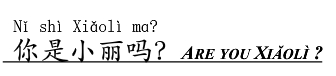 Nǐ shì Xiǎolì ma?
你是小丽吗? ARE YOU XIǍOLÌ ?